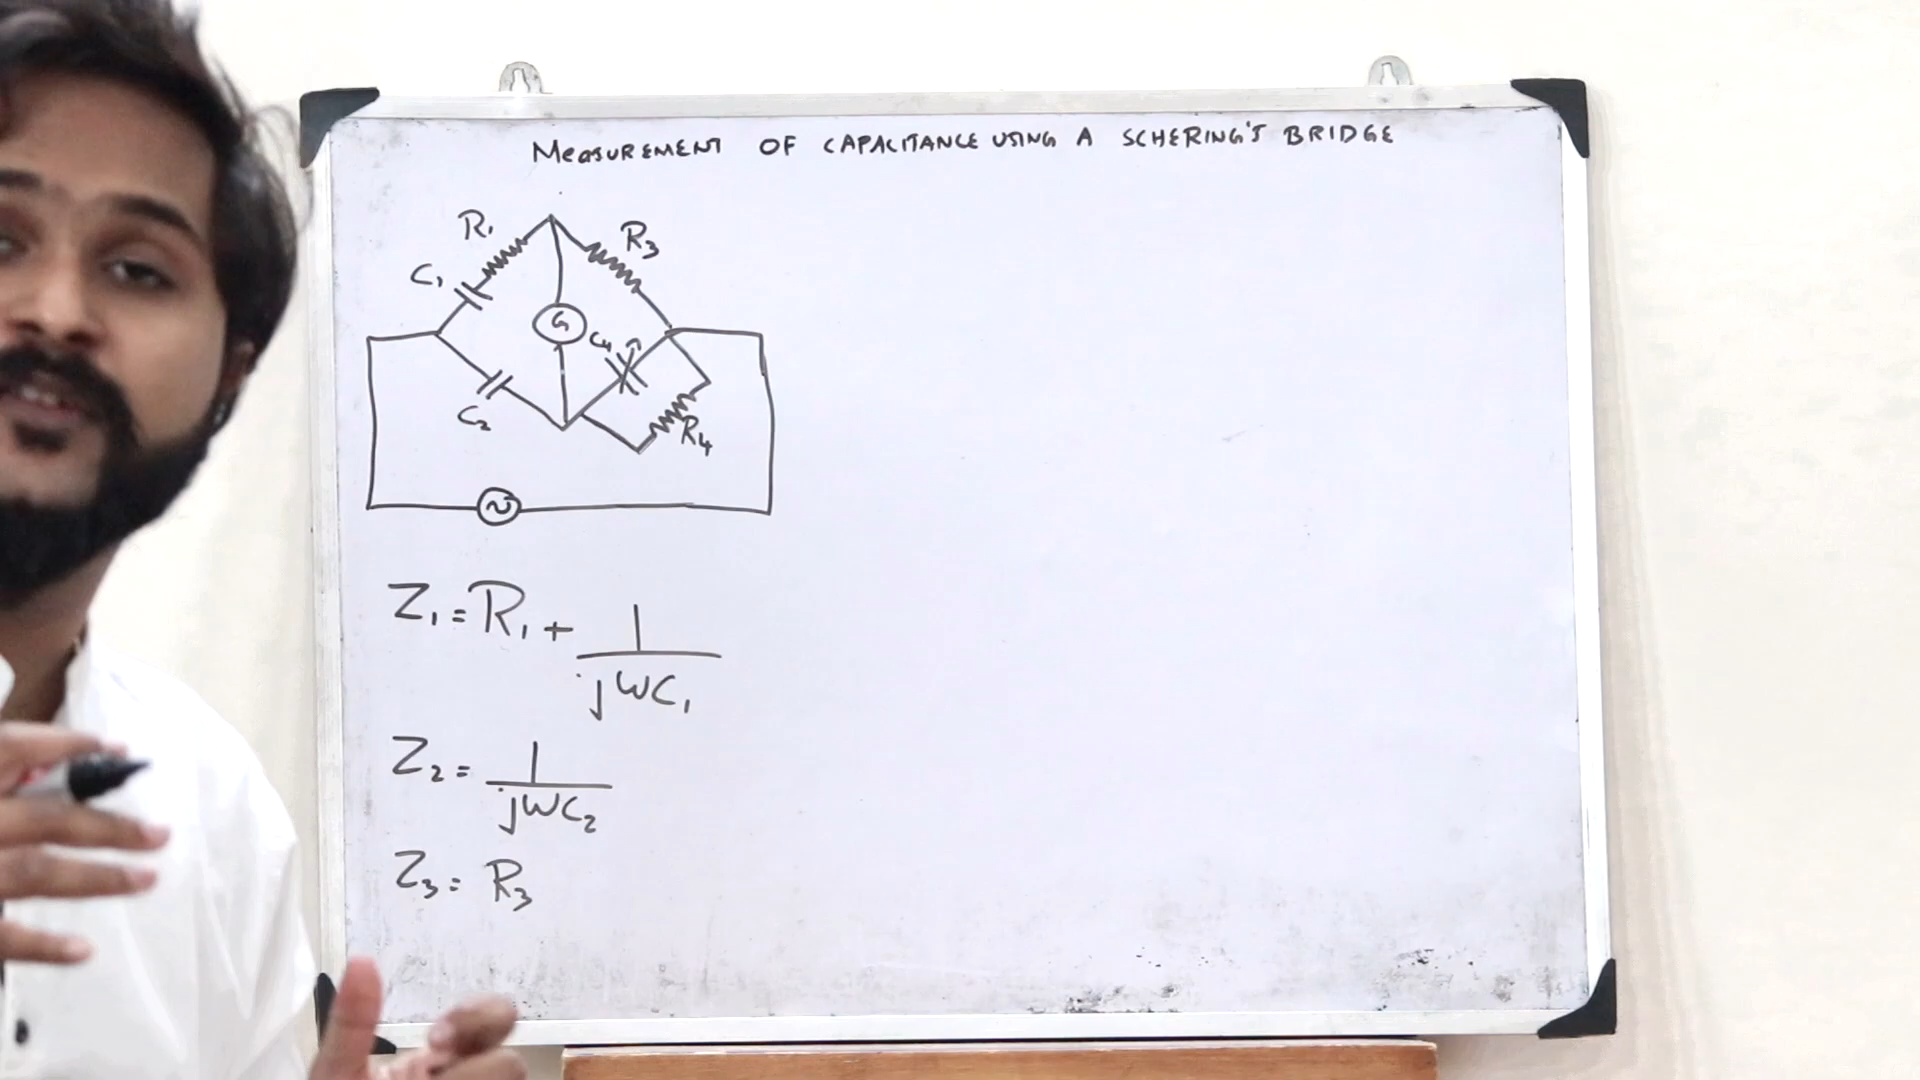 MEASUREMENT OF CAPACITANCE USING A SCHERING'S BRIDGE
R₁
R₃
C₁
G
C₄
C₂
R₄
Z₁ = R₁ + 1/jWC₁
Z₂ = 1/jWC₂
Z₃ = R₃